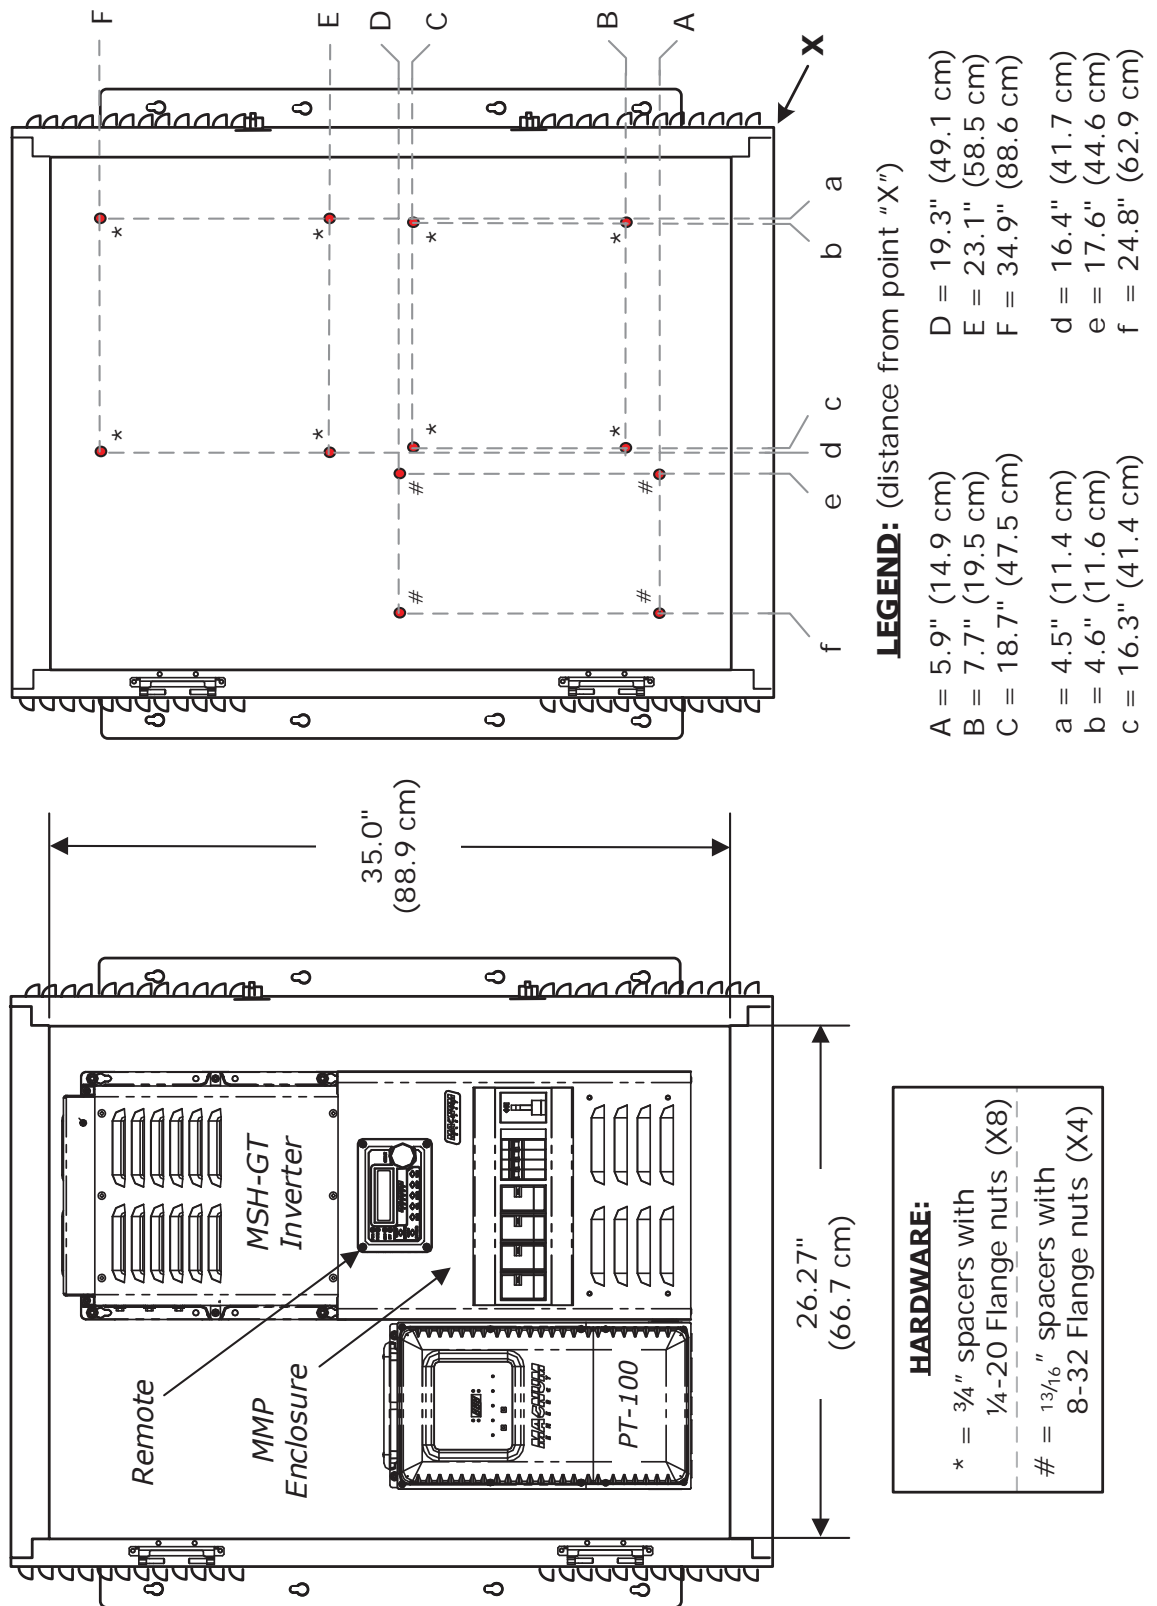 Remote
MMP
Enclosure
MSH-GT
Inverter
PT-100
MAGNUM
ENERGY
35.0"
(88.9 cm)
26.27"
(66.7 cm)
HARDWARE:
* = 3/4" spacers with
1/4-20 Flange nuts (X8)
# = 13/16" spacers with
8-32 Flange nuts (X4)
F
E
D
C
B
A
X
f
e
d
c
b
a
*
*
*
*
*
*
*
*
#
#
#
#
LEGEND: (distance from point "X")
A = 5.9" (14.9 cm)
B = 7.7" (19.5 cm)
C = 18.7" (47.5 cm)
D = 19.3" (49.1 cm)
E = 23.1" (58.5 cm)
F = 34.9" (88.6 cm)
a = 4.5" (11.4 cm)
b = 4.6" (11.6 cm)
c = 16.3" (41.4 cm)
d = 16.4" (41.7 cm)
e = 17.6" (44.6 cm)
f = 24.8" (62.9 cm)